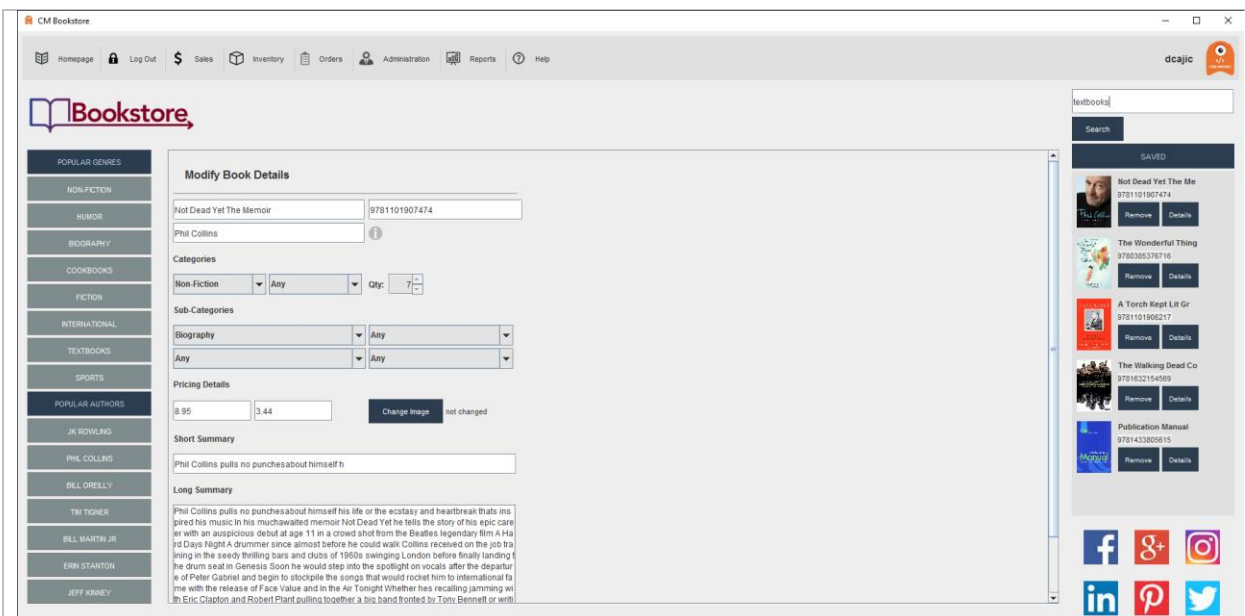 CM Bookstore
Homepage Log Out Sales Inventory Orders Administration Reports Help dcajic
Bookstore
textbooks
Search
POPULAR GENRES
NON-FICTION
HUMOR
BIOGRAPHY
COOKBOOKS
FICTION
INTERNATIONAL
TEXTBOOKS
SPORTS
POPULAR AUTHORS
JK ROWLING
PHIL COLLINS
BILL OREILLY
TIM TIGNER
BILL MARTIN JR
ERIN STANTON
JEFF KINNEY
Modify Book Details
Not Dead Yet The Memoir 9781101907474
Phil Collins
Categories
Non-Fiction Any Qty: 7
Sub-Categories
Biography Any
Any Any
Pricing Details
8.95 3.44 Change Image not changed
Short Summary
Phil Collins pulls no punchesabout himself h
Long Summary
Phil Collins pulls no punchesabout himself his life or the ecstasy and heartbreak thats ins
pired his music In his muchawaited memoir Not Dead Yet he tells the story of his epic care
er with an auspicious debut at age 11 in a crowd shot from the Beatles legendary film A Ha
rd Days Night A drummer since almost before he could walk Collins received on the job tra
ining in the seedy thrilling bars and clubs of 1960s swinging London before finally landing t
he drum seat in Genesis Soon he would step into the spotlight on vocals after the departur
e of Peter Gabriel and begin to stockpile the songs that would rocket him to international fa
me with the release of Face Value and In the Air Tonight Whether hes recalling jamming wi
th Eric Clapton and Robert Plant pulling together a big band fronted by Tony Bennett or writi
SAVED
Not Dead Yet The Me
9781101907474
Remove Details
The Wonderful Thing
9780385376716
Remove Details
A Torch Kept Lit Gr
9781101906217
Remove Details
The Walking Dead Co
9781632154569
Remove Details
Publication Manual
9781433805615
Manual
Remove Details